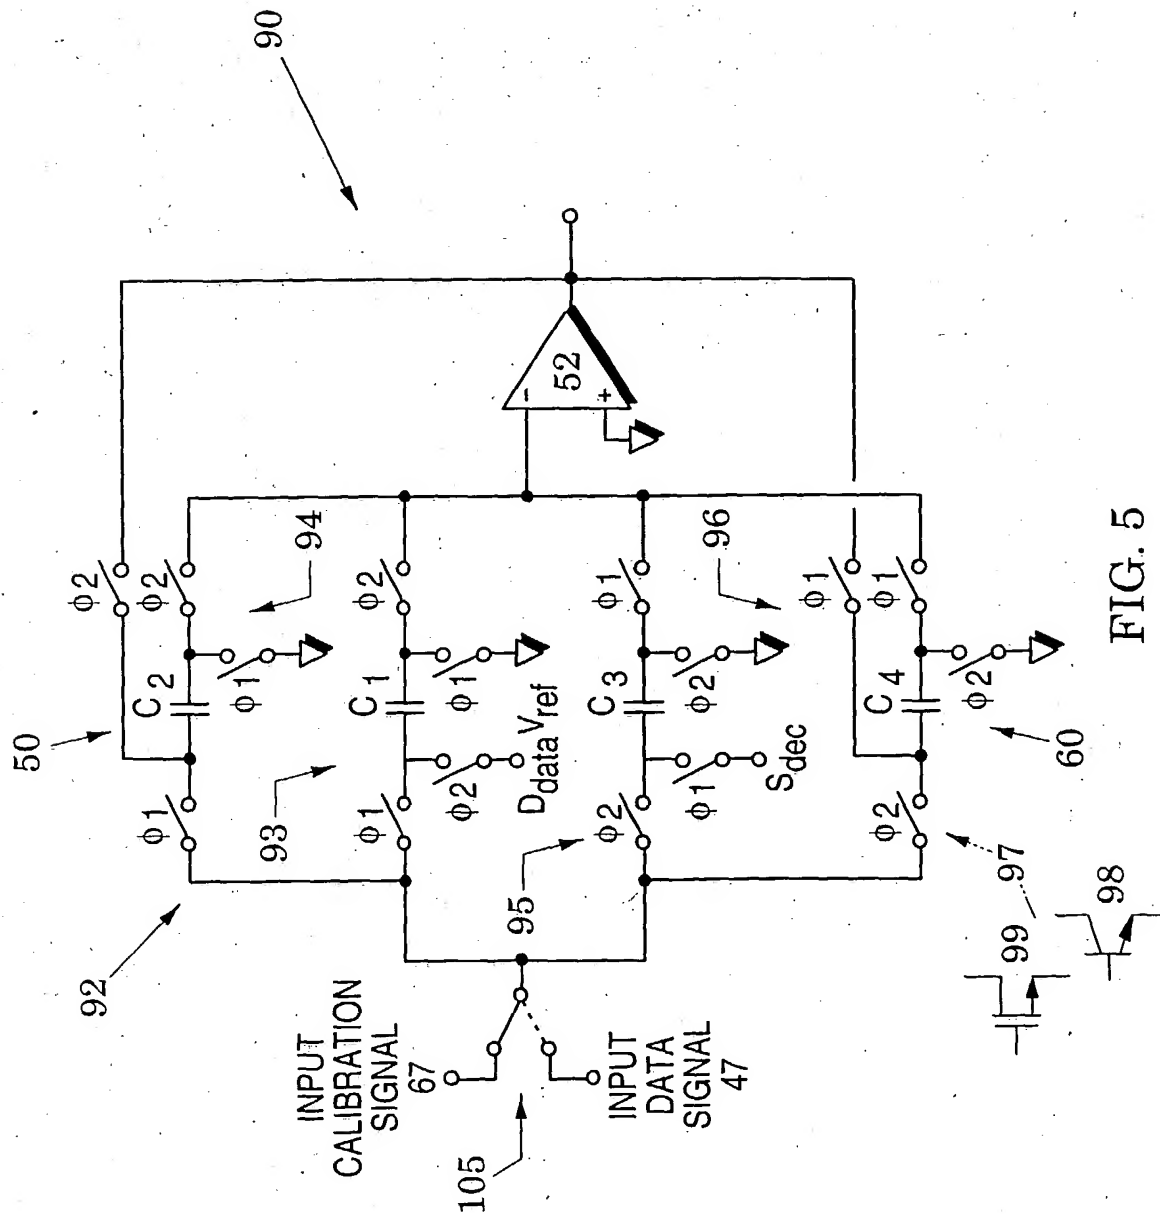 90
50
φ2
φ2
94
C2
φ1
φ1
92
93
φ2
C1
φ1
φ1
φ2
Ddata Vref
52
-
+
INPUT
CALIBRATION
SIGNAL
67
105
INPUT
DATA
SIGNAL
47
95
φ2
C3
φ1
φ2
φ1
Sdec
96
φ1
φ1
C4
φ2
φ2
60
97
99
98
FIG. 5